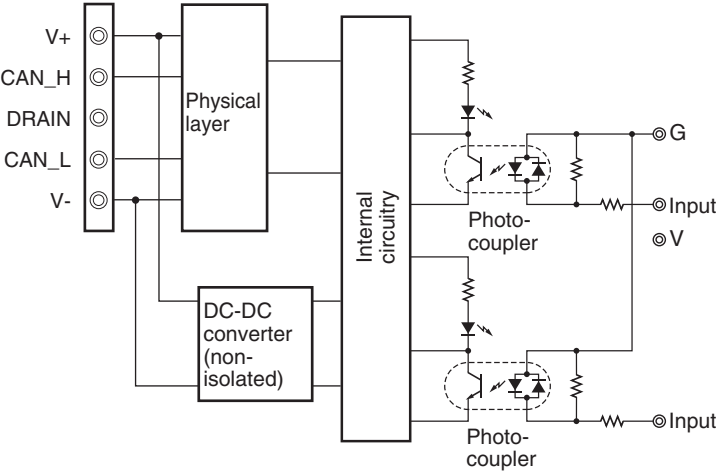 V+
CAN_H
DRAIN
CAN_L
V-
Physical
layer
DC-DC
converter
(non-
isolated)
Internal
circuitry
Photo-
coupler
G
Input
V
Photo-
coupler
Input